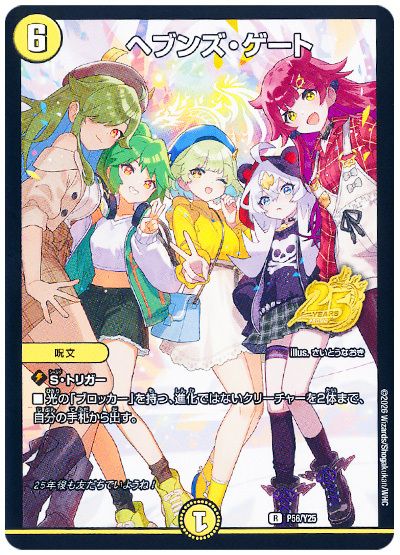 6
ヘブンズ・ゲート
25
YEARS
illus. さいとうなおき
呪文
S・トリガー
■光の「ブロッカー」を持つ、進化ではないクリーチャーを2体まで、
自分の手札から出す。
25年後も友だちでいようね!
©2026 Wizards/Shogakukan/WHC
1
R P56/Y25